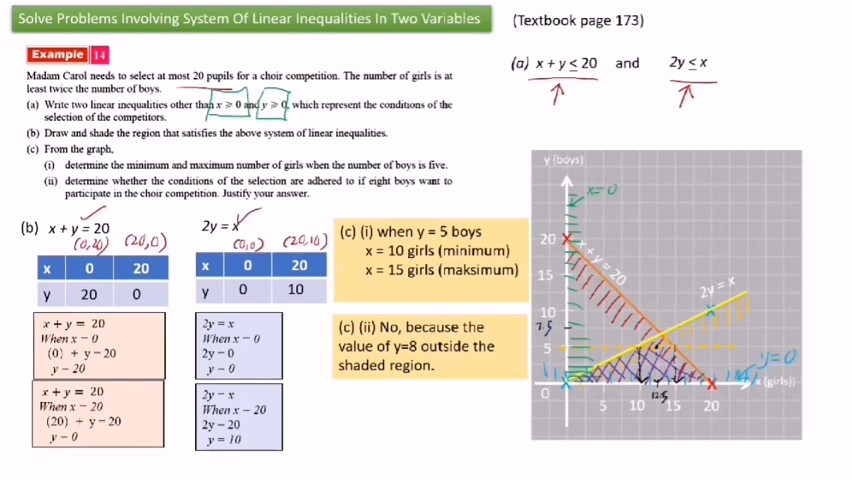 Solve Problems Involving System Of Linear Inequalities In Two Variables
(Textbook page 173)
Example 14
Madam Carol needs to select at most 20 pupils for a choir competition. The number of girls is at
least twice the number of boys.
(a) Write two linear inequalities other than x ⩾ 0 and y ⩾ 0, which represent the conditions of the
selection of the competitors.
(b) Draw and shade the region that satisfies the above system of linear inequalities.
(c) From the graph,
(i) determine the minimum and maximum number of girls when the number of boys is five.
(ii) determine whether the conditions of the selection are adhered to if eight boys want to
participate in the choir competition. Justify your answer.
(a) x + y ≤ 20 and 2y ≤ x
(b) x + y = 20
(0,20) (20,0)
x 0 20
y 20 0
x + y = 20
When x = 0
(0) + y = 20
y = 20
x + y = 20
When x = 20
(20) + y = 20
y = 0
2y = x
(0,0) (20,10)
x 0 20
y 0 10
2y = x
When x = 0
2y = 0
y = 0
2y = x
When x = 20
2y = 20
y = 10
(c) (i) when y = 5 boys
x = 10 girls (minimum)
x = 15 girls (maksimum)
(c) (ii) No, because the
value of y=8 outside the
shaded region.
y (boys)
x=0
20
x + y = 20
15
2y = x
10
7.5
5
y=0
x (girls)
0 5 10 15 20
12.5